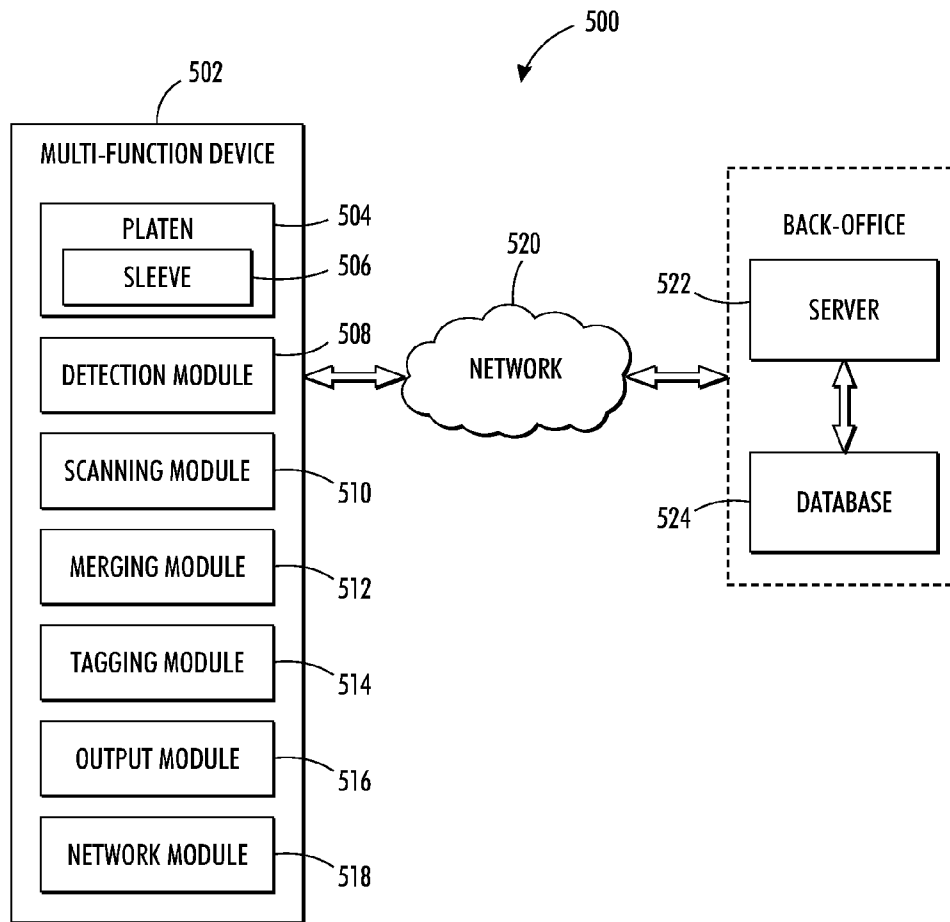 500
502
MULTI-FUNCTION DEVICE
PLATEN
504
SLEEVE
506
508
DETECTION MODULE
SCANNING MODULE
510
MERGING MODULE
512
TAGGING MODULE
514
OUTPUT MODULE
516
NETWORK MODULE
518
520
NETWORK
BACK-OFFICE
522
SERVER
524
DATABASE